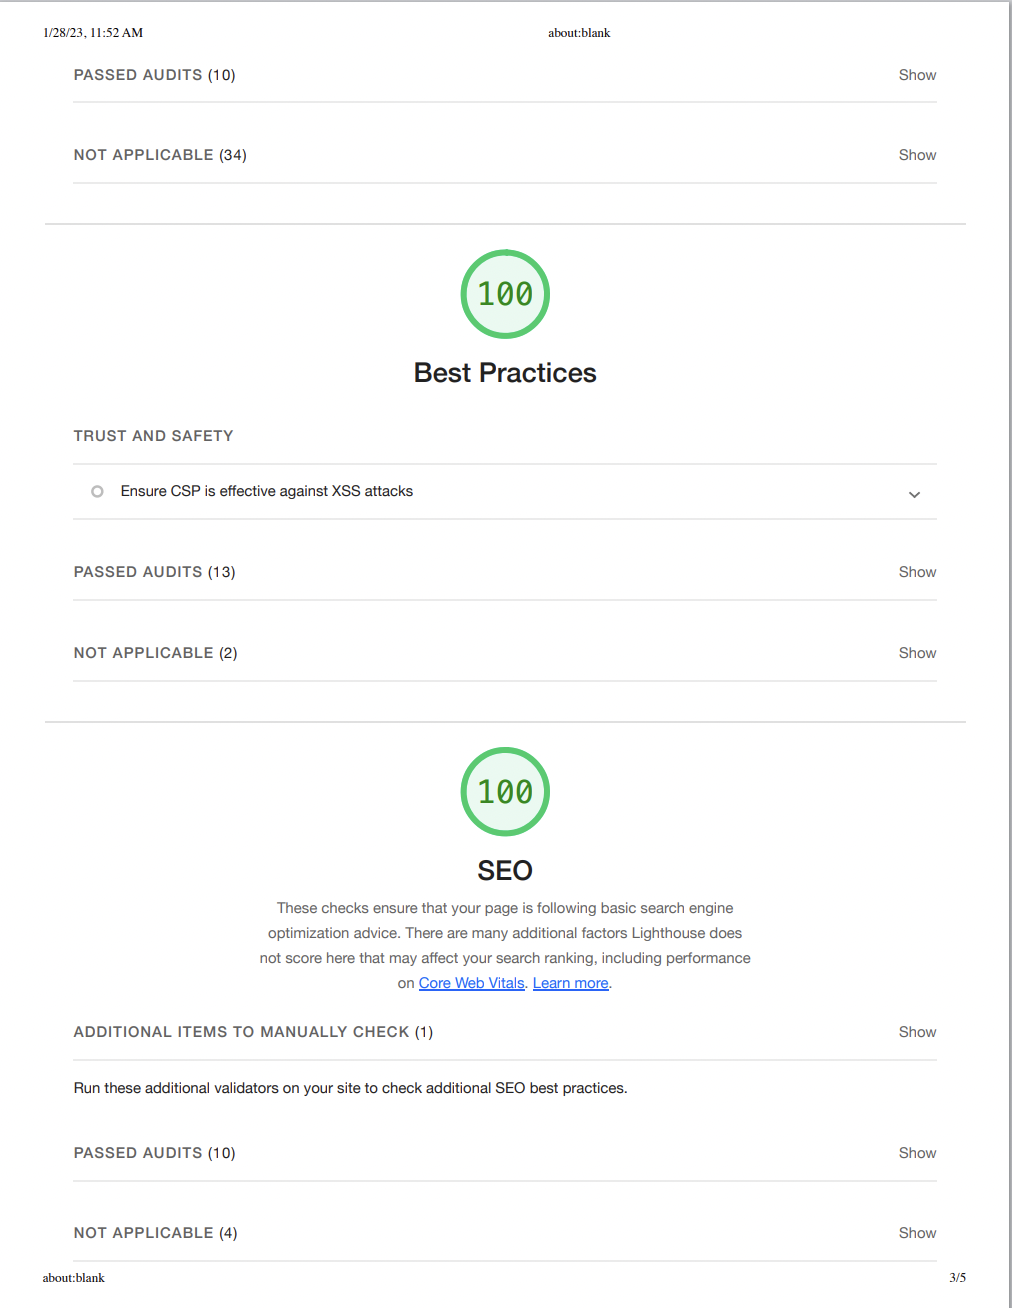 1/28/23, 11:52 AM about:blank
PASSED AUDITS (10) Show
NOT APPLICABLE (34) Show
100
Best Practices
TRUST AND SAFETY
Ensure CSP is effective against XSS attacks
PASSED AUDITS (13) Show
NOT APPLICABLE (2) Show
100
SEO
These checks ensure that your page is following basic search engine
optimization advice. There are many additional factors Lighthouse does
not score here that may affect your search ranking, including performance
on Core Web Vitals. Learn more.
ADDITIONAL ITEMS TO MANUALLY CHECK (1) Show
Run these additional validators on your site to check additional SEO best practices.
PASSED AUDITS (10) Show
NOT APPLICABLE (4) Show
about:blank 3/5